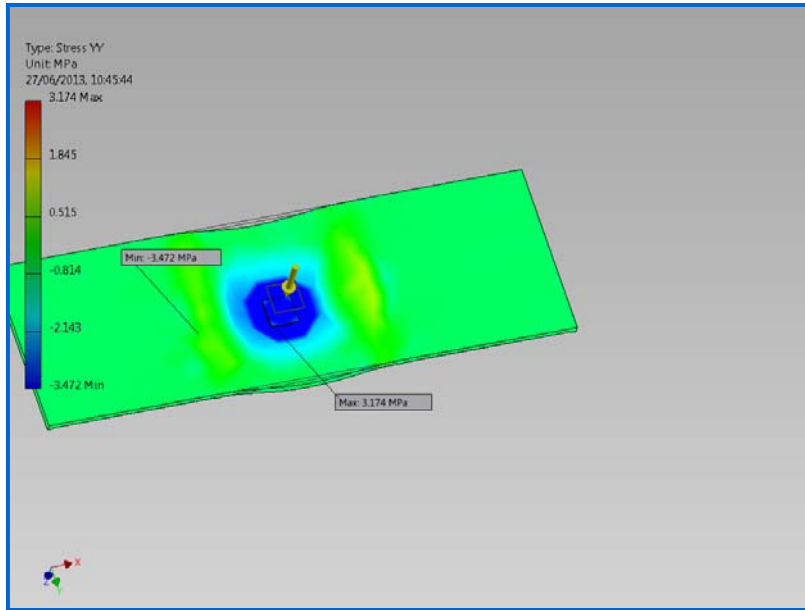 Type: Stress YY
Unit: MPa
27/06/2013, 10:45:44
3.174 Max
1.845
0.515
-0.814
-2.143
-3.472 Min
Min: -3.472 MPa
Max: 3.174 MPa
X
Z
Y